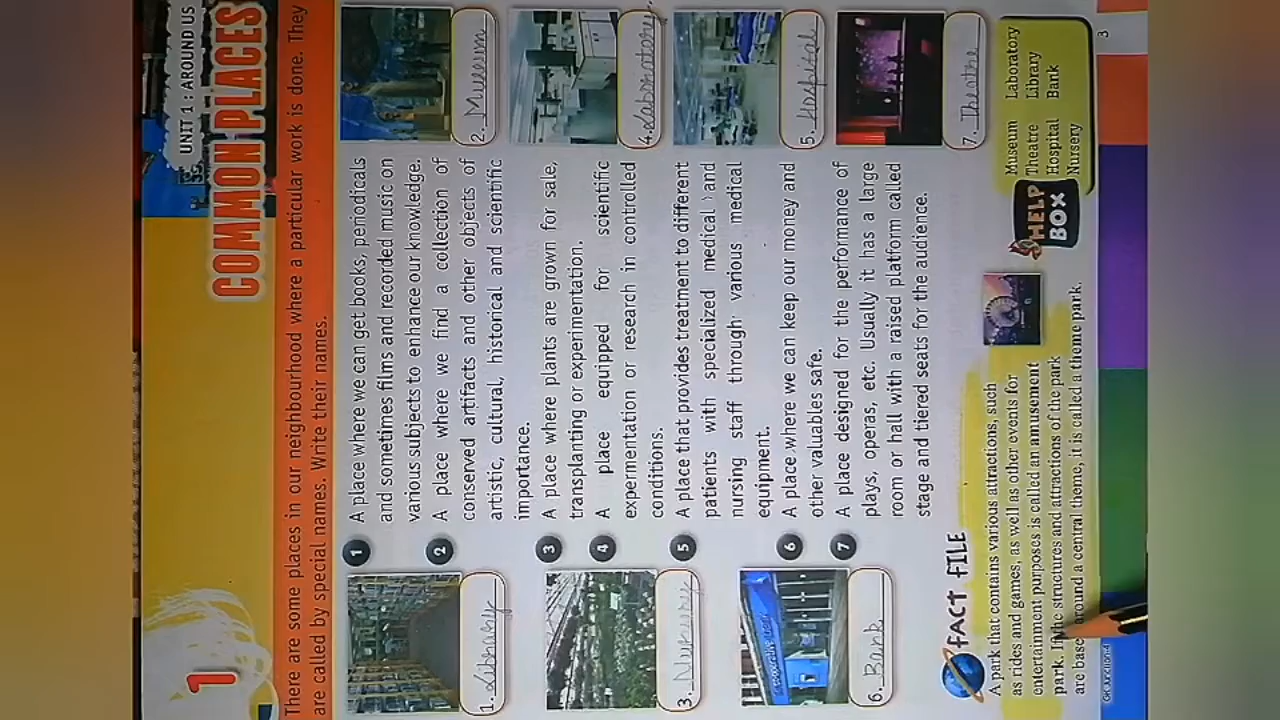 UNIT 1 : AROUND US
1
COMMON PLACES
There are some places in our neighbourhood where a particular work is done. They
are called by special names. Write their names.
1 A place where we can get books, periodicals
and sometimes films and recorded music on
various subjects to enhance our knowledge.
2 A place where we find a collection of
conserved artifacts and other objects of
artistic, cultural, historical and scientific
importance.
3 A place where plants are grown for sale,
transplanting or experimentation.
4 A place equipped for scientific
experimentation or research in controlled
conditions.
5 A place that provides treatment to different
patients with specialized medical and
nursing staff through various medical
equipment.
6 A place where we can keep our money and
other valuables safe.
7 A place designed for the performance of
plays, operas, etc. Usually it has a large
room or hall with a raised platform called
stage and tiered seats for the audience.
1. Library
2. Museum
3. Nursery
4. Laboratory
5. Hospital
6. Bank
7. Theatre
FACT FILE
A park that contains various attractions, such
as rides and games, as well as other events for
entertainment purposes is called an amusement
park. If the structures and attractions of the park
are based around a central theme, it is called a theme park.
HELP
BOX
Museum Laboratory
Theatre Library
Hospital Bank
Nursery
3